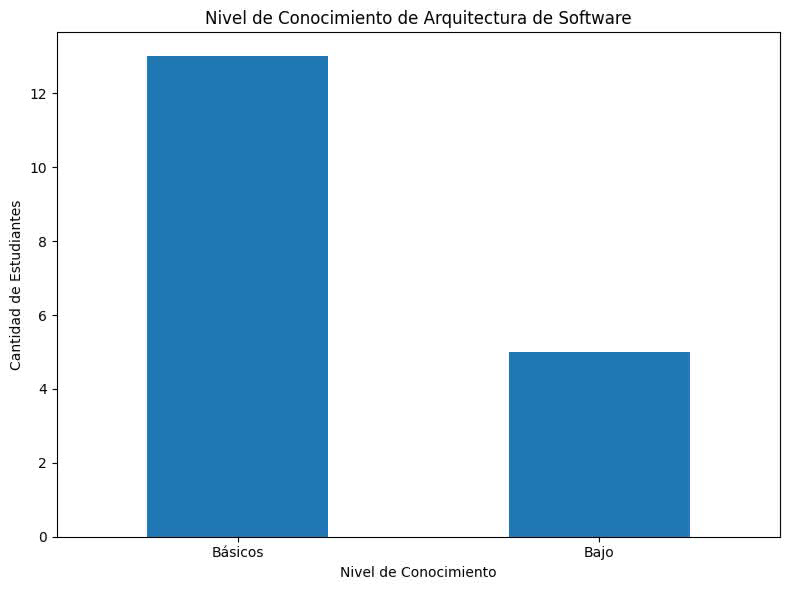 Nivel de Conocimiento de Arquitectura de Software
Cantidad de Estudiantes
12
10
8
6
4
2
0
Básicos
Bajo
Nivel de Conocimiento